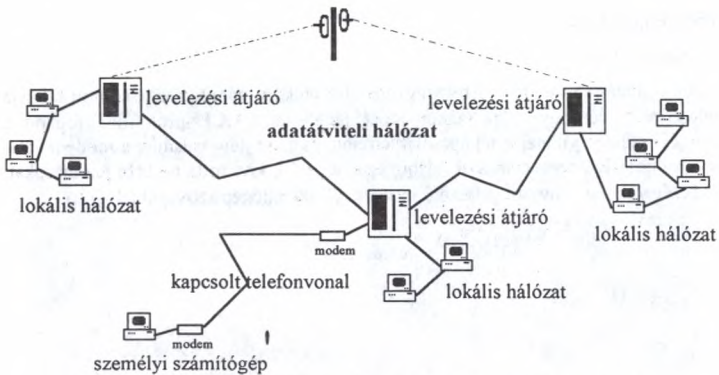 levelezési átjáró
levelezési átjáró
adatátviteli hálózat
lokális hálózat
levelezési átjáró
lokális hálózat
modem
kapcsolt telefonvonal
lokális hálózat
modem
személyi számítógép